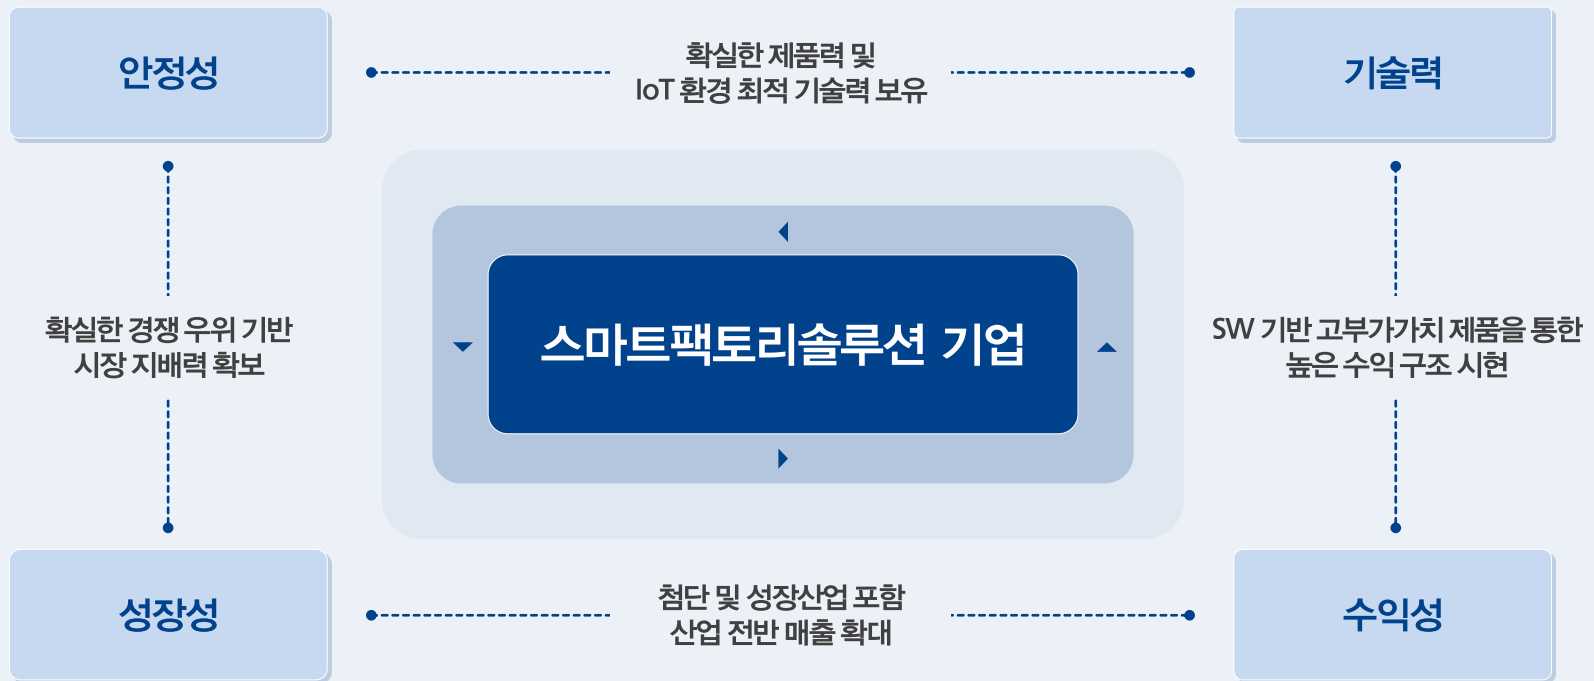 안정성
확실한 제품력 및
IoT 환경 최적 기술력 보유
기술력
확실한 경쟁 우위 기반
시장 지배력 확보
스마트팩토리솔루션 기업
SW 기반 고부가가치 제품을 통한
높은 수익 구조 시현
성장성
첨단 및 성장산업 포함
산업 전반 매출 확대
수익성